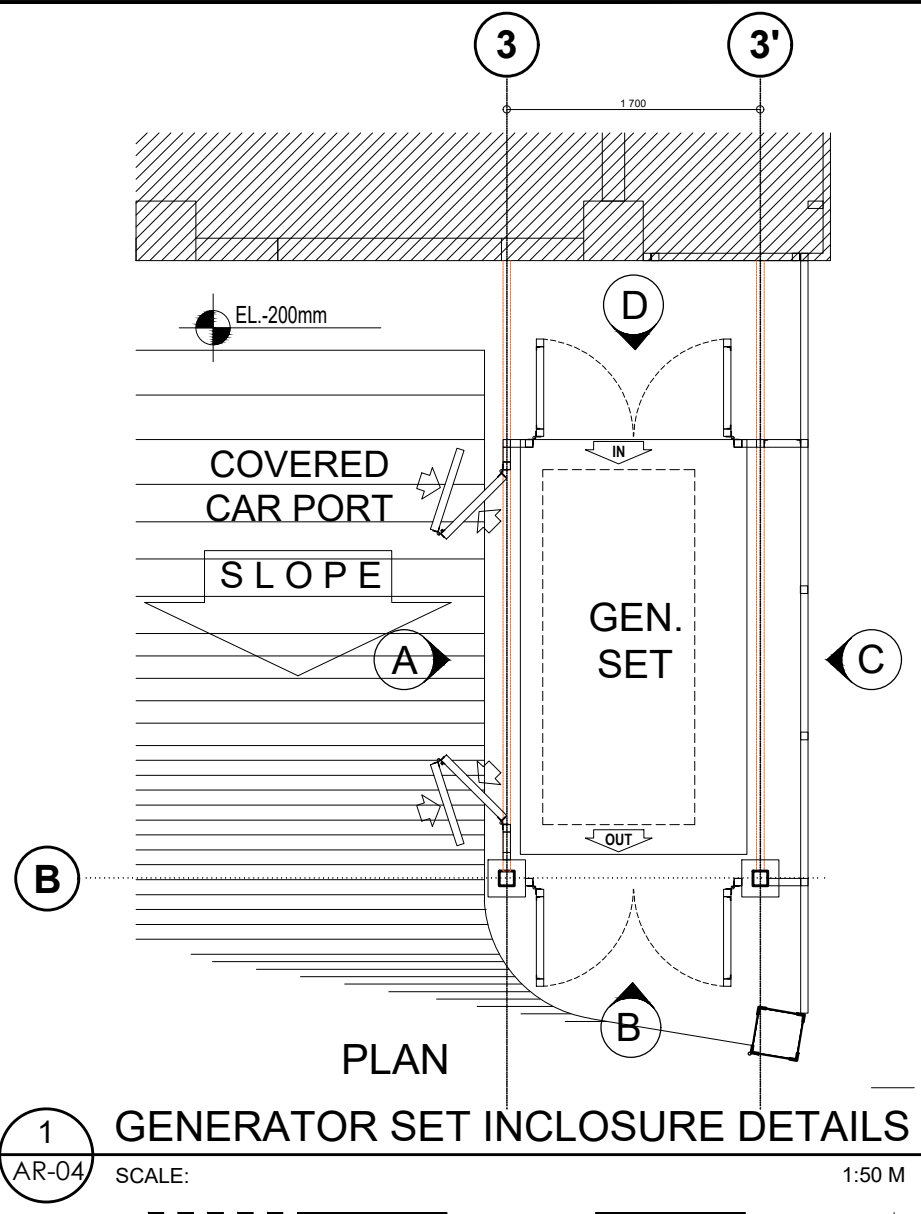 3
3'
1 700
D
EL.-200mm
IN
COVERED
CAR PORT
SLOPE
GEN.
SET
A
C
OUT
B
B
PLAN
1
AR-04
GENERATOR SET INCLOSURE DETAILS
SCALE:
1:50 M